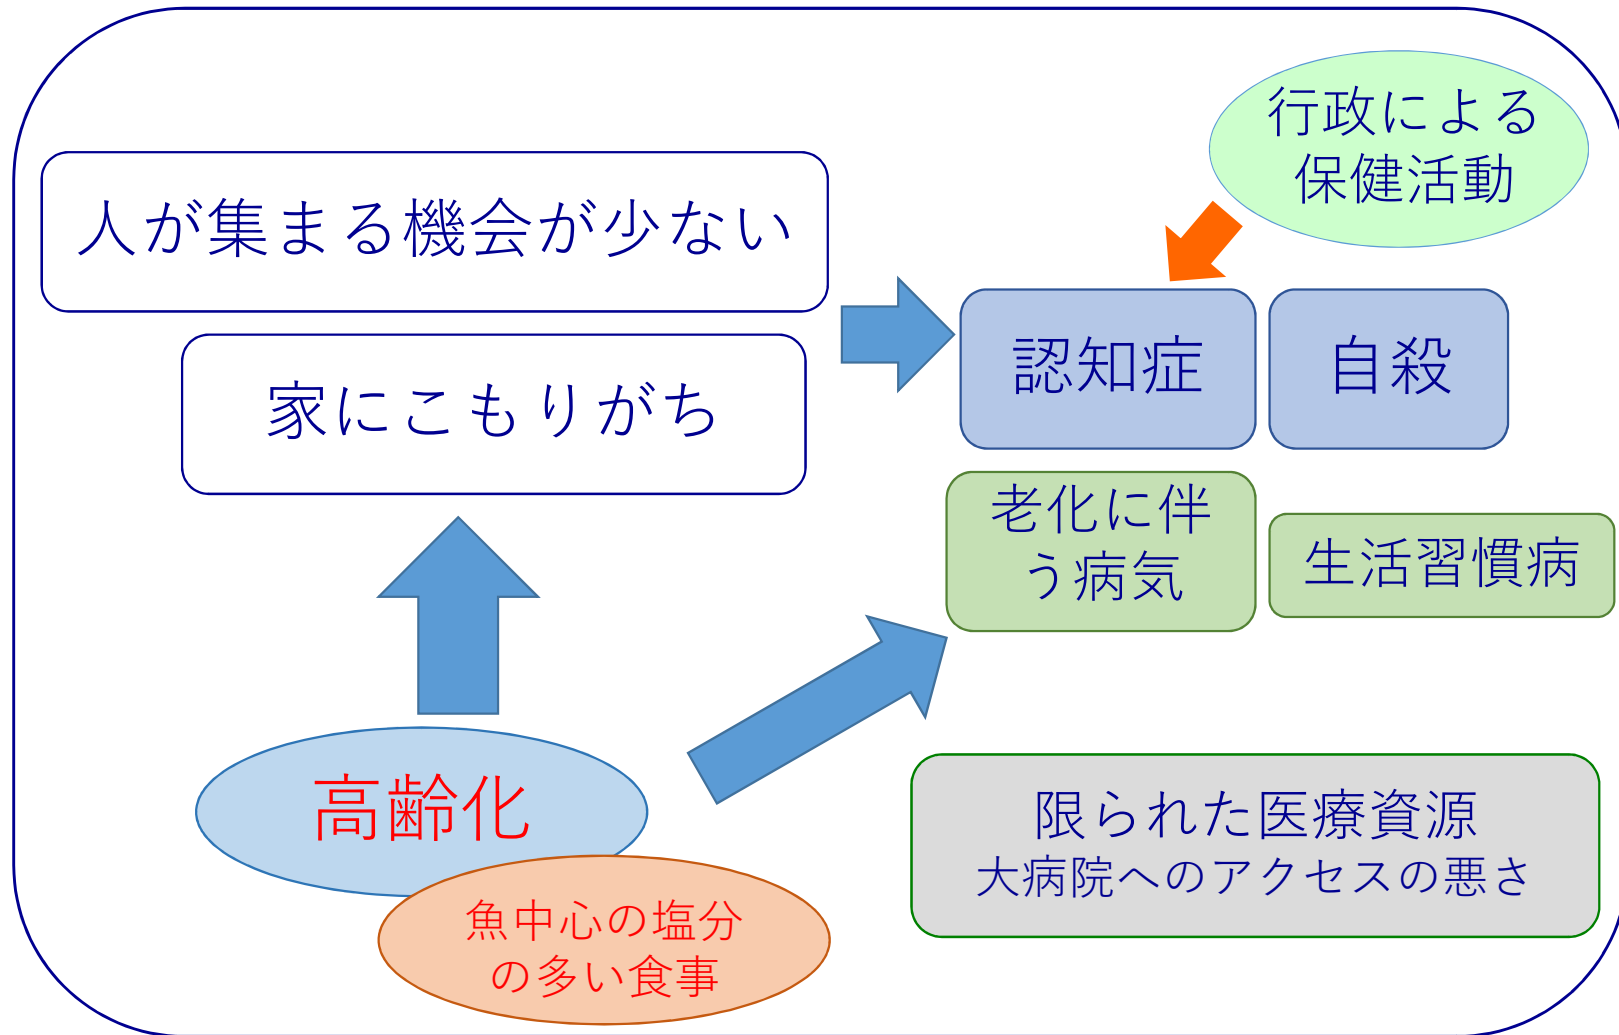 行政による
保健活動
人が集まる機会が少ない
家にこもりがち
認知症
自殺
老化に伴
う病気
生活習慣病
高齢化
魚中心の塩分
の多い食事
限られた医療資源
大病院へのアクセスの悪さ